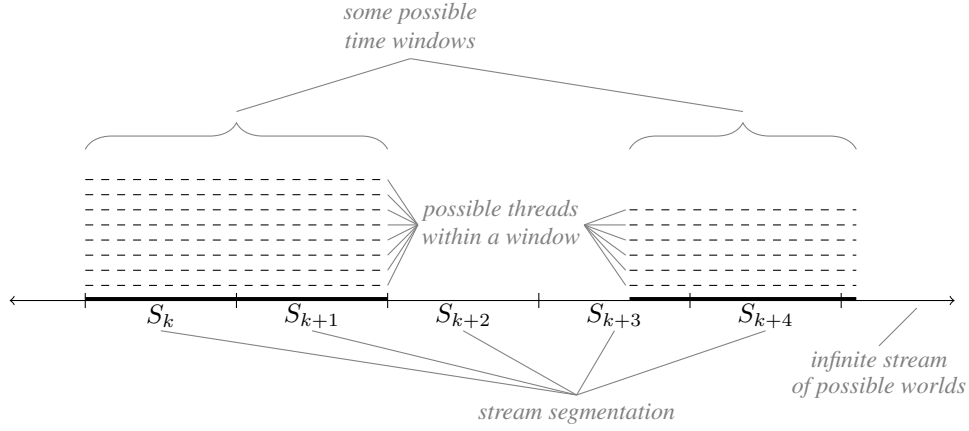 some possible
time windows
possible threads
within a window
S_k
S_{k+1}
S_{k+2}
S_{k+3}
S_{k+4}
infinite stream
of possible worlds
stream segmentation